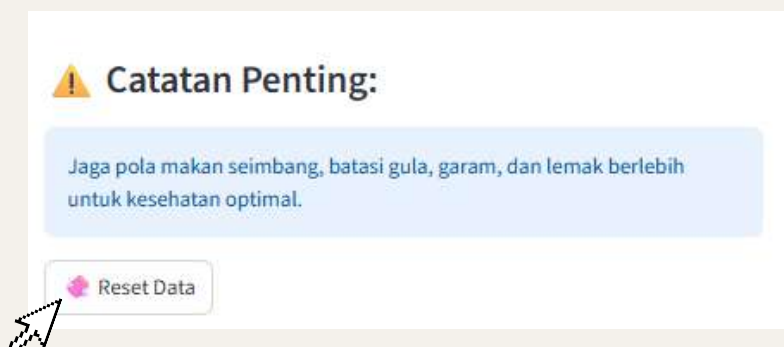 ⚠️ Catatan Penting:
Jaga pola makan seimbang, batasi gula, garam, dan lemak berlebih
untuk kesehatan optimal.
Reset Data